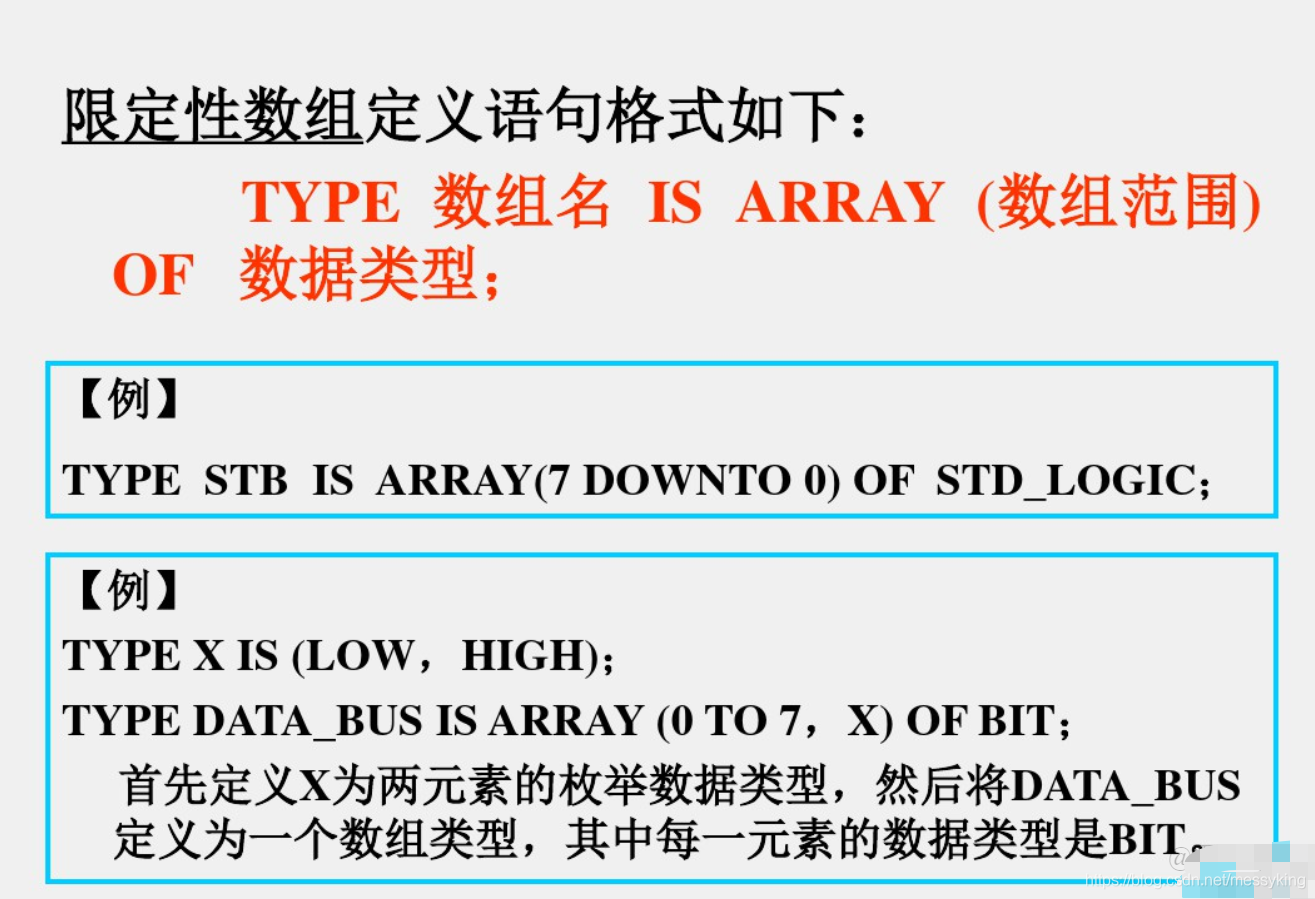 限定性数组定义语句格式如下：
TYPE 数组名 IS ARRAY (数组范围)
OF 数据类型；
【例】
TYPE STB IS ARRAY(7 DOWNTO 0) OF STD_LOGIC；
【例】
TYPE X IS (LOW，HIGH)；
TYPE DATA_BUS IS ARRAY (0 TO 7，X) OF BIT；
首先定义X为两元素的枚举数据类型，然后将DATA_BUS
定义为一个数组类型，其中每一元素的数据类型是BIT。
https://blog.csdn.net/messyking